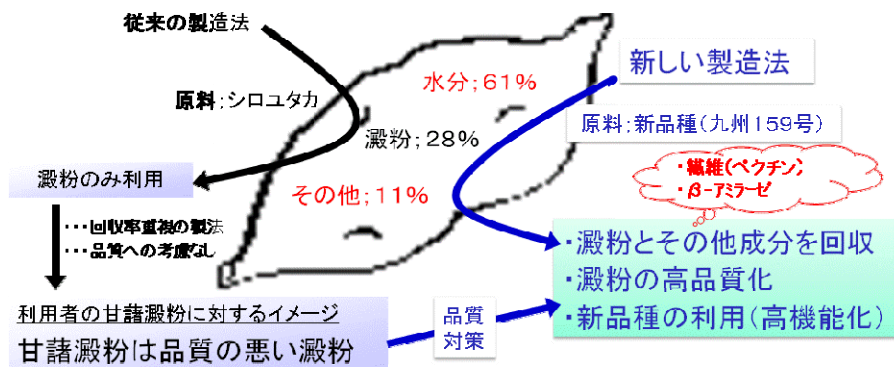 従来の製造法
原料;シロユタカ
澱粉のみ利用
・・・回収率重視の製法
・・・品質への考慮なし
利用者の甘藷澱粉に対するイメージ
甘藷澱粉は品質の悪い澱粉
水分;61%
澱粉;28%
その他;11%
新しい製造法
原料;新品種(九州159号)
・繊維(ペクチン)
・β-アミラーゼ
・澱粉とその他成分を回収
・澱粉の高品質化
・新品種の利用(高機能化)
品質
対策